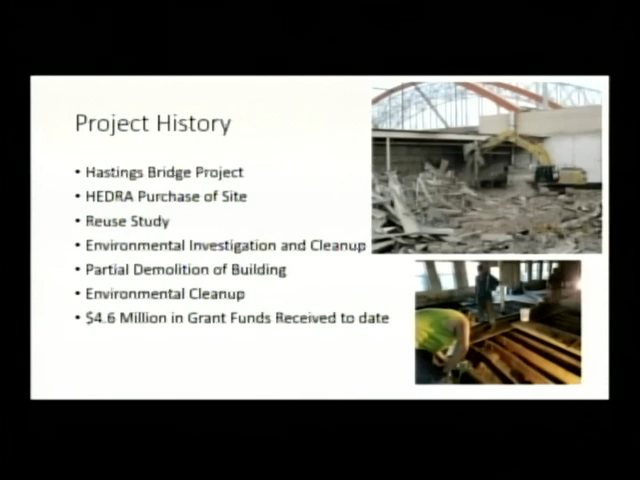 Project History
• Hastings Bridge Project
• HEDRA Purchase of Site
• Reuse Study
• Environmental Investigation and Cleanup
• Partial Demolition of Building
• Environmental Cleanup
• $4.6 Million in Grant Funds Received to date